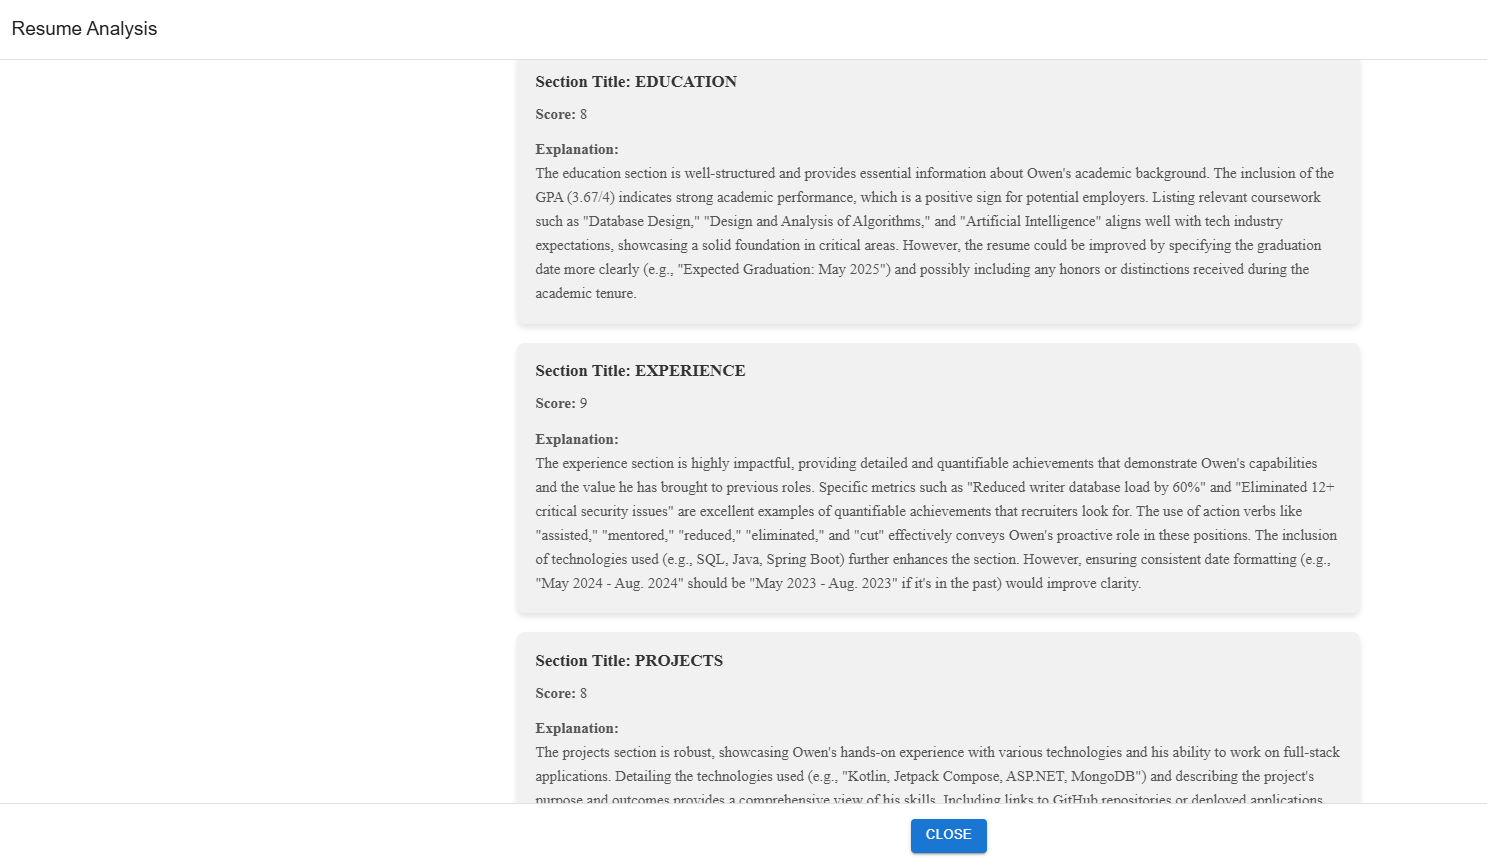 Resume Analysis
Section Title: EDUCATION
Score: 8
Explanation:
The education section is well-structured and provides essential information about Owen's academic background. The inclusion of the
GPA (3.67/4) indicates strong academic performance, which is a positive sign for potential employers. Listing relevant coursework
such as "Database Design," "Design and Analysis of Algorithms," and "Artificial Intelligence" aligns well with tech industry
expectations, showcasing a solid foundation in critical areas. However, the resume could be improved by specifying the graduation
date more clearly (e.g., "Expected Graduation: May 2025") and possibly including any honors or distinctions received during the
academic tenure.
Section Title: EXPERIENCE
Score: 9
Explanation:
The experience section is highly impactful, providing detailed and quantifiable achievements that demonstrate Owen's capabilities
and the value he has brought to previous roles. Specific metrics such as "Reduced writer database load by 60%" and "Eliminated 12+
critical security issues" are excellent examples of quantifiable achievements that recruiters look for. The use of action verbs like
"assisted," "mentored," "reduced," "eliminated," and "cut" effectively conveys Owen's proactive role in these positions. The inclusion
of technologies used (e.g., SQL, Java, Spring Boot) further enhances the section. However, ensuring consistent date formatting (e.g.,
"May 2024 - Aug. 2024" should be "May 2023 - Aug. 2023" if it's in the past) would improve clarity.
Section Title: PROJECTS
Score: 8
Explanation:
The projects section is robust, showcasing Owen's hands-on experience with various technologies and his ability to work on full-stack
applications. Detailing the technologies used (e.g., "Kotlin, Jetpack Compose, ASP.NET, MongoDB") and describing the project's
purpose and outcomes provides a comprehensive view of his skills. Including links to GitHub repositories or deployed applications
CLOSE